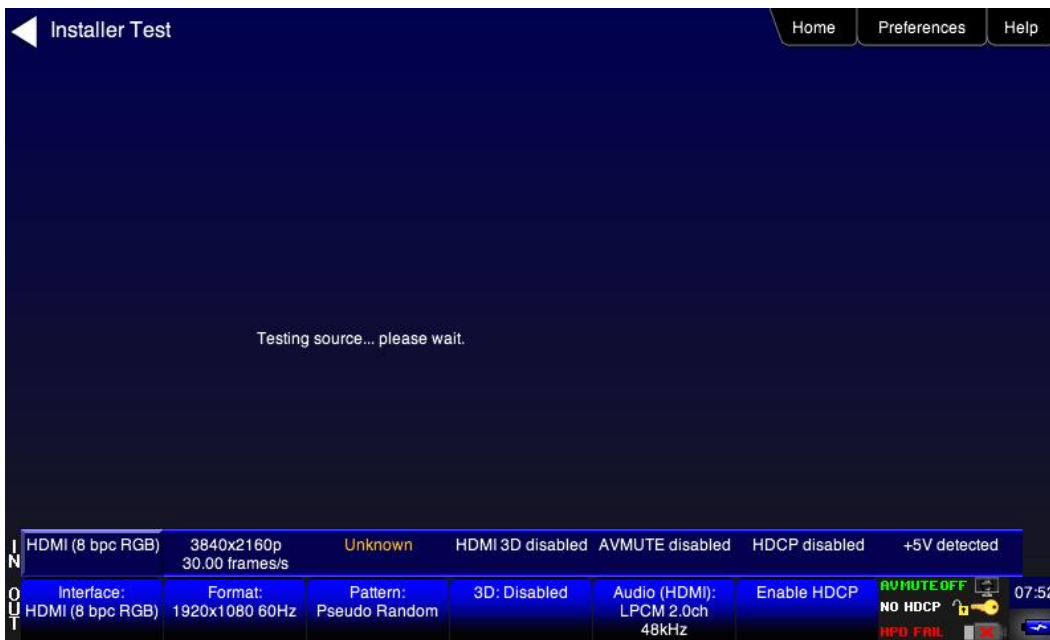 Installer Test
Home
Preferences
Help
Testing source... please wait.
IN
HDMI (8 bpc RGB)
3840x2160p
30.00 frames/s
Unknown
HDMI 3D disabled
AVMUTE disabled
HDCP disabled
+5V detected
OUT
Interface:
HDMI (8 bpc RGB)
Format:
1920x1080 60Hz
Pattern:
Pseudo Random
3D: Disabled
Audio (HDMI):
LPCM 2.0ch
48kHz
Enable HDCP
AVMUTE OFF
NO HDCP
HPD FAIL
07:52